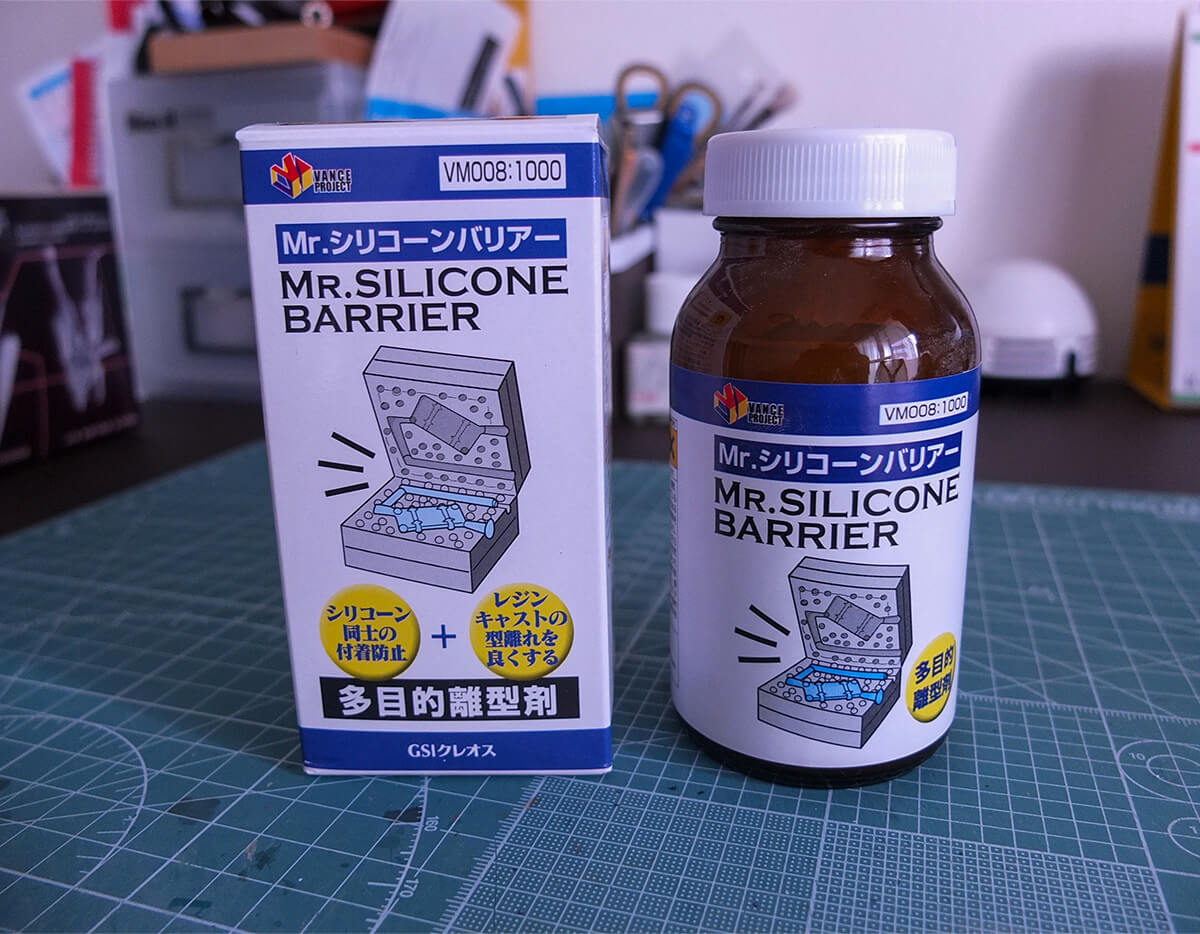 VANCE
PROJECT
VM008:1000
Mr.シリコーンバリアー
MR.SILICONE
BARRIER
シリコーン
同士の
付着防止
+
レジン
キャストの
型離れを
良くする
多目的離型剤
GSIクレオス
VANCE
PROJECT
VM008:1000
Mr.シリコーンバリアー
MR.SILICONE
BARRIER
多目的
離型剤
160
170
10